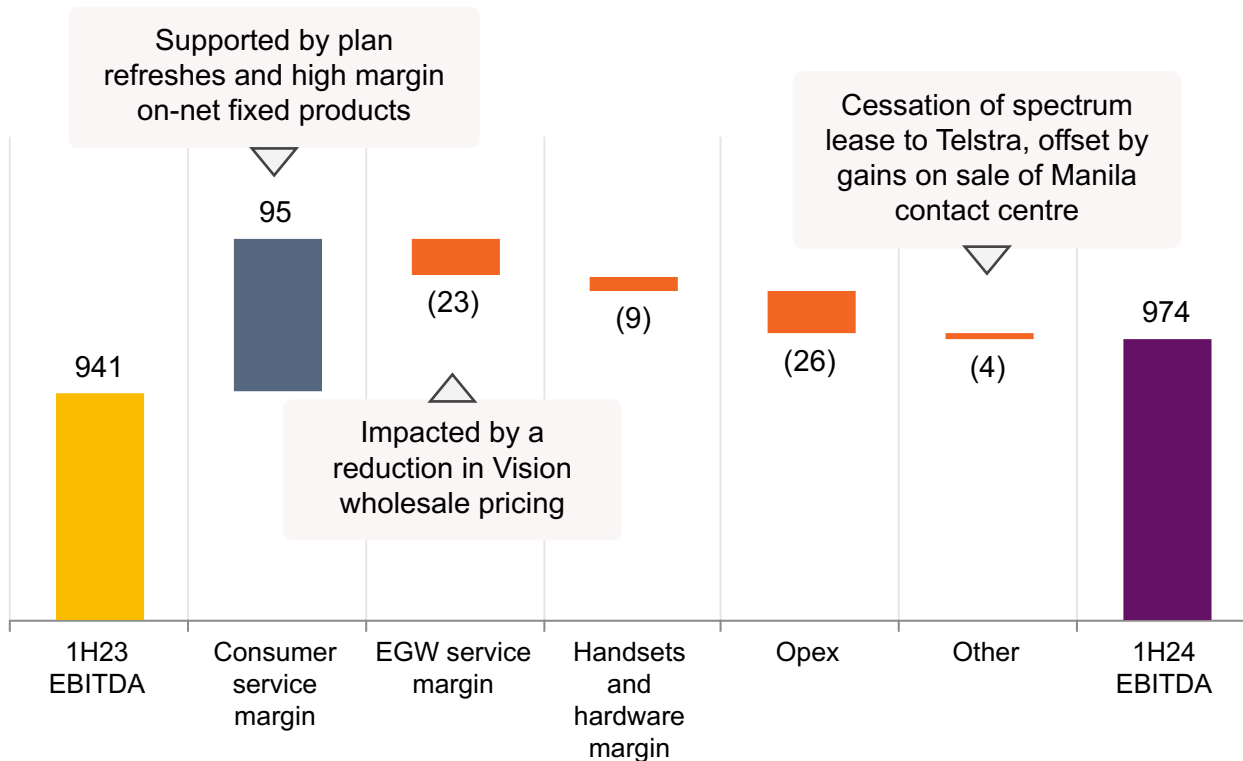 Supported by plan
refreshes and high margin
on-net fixed products
Cessation of spectrum
lease to Telstra, offset by
gains on sale of Manila
contact centre
95
(23)
(9)
(26)
(4)
974
941
Impacted by a
reduction in Vision
wholesale pricing
1H23
EBITDA
Consumer
service
margin
EGW service
margin
Handsets
and
hardware
margin
Opex
Other
1H24
EBITDA